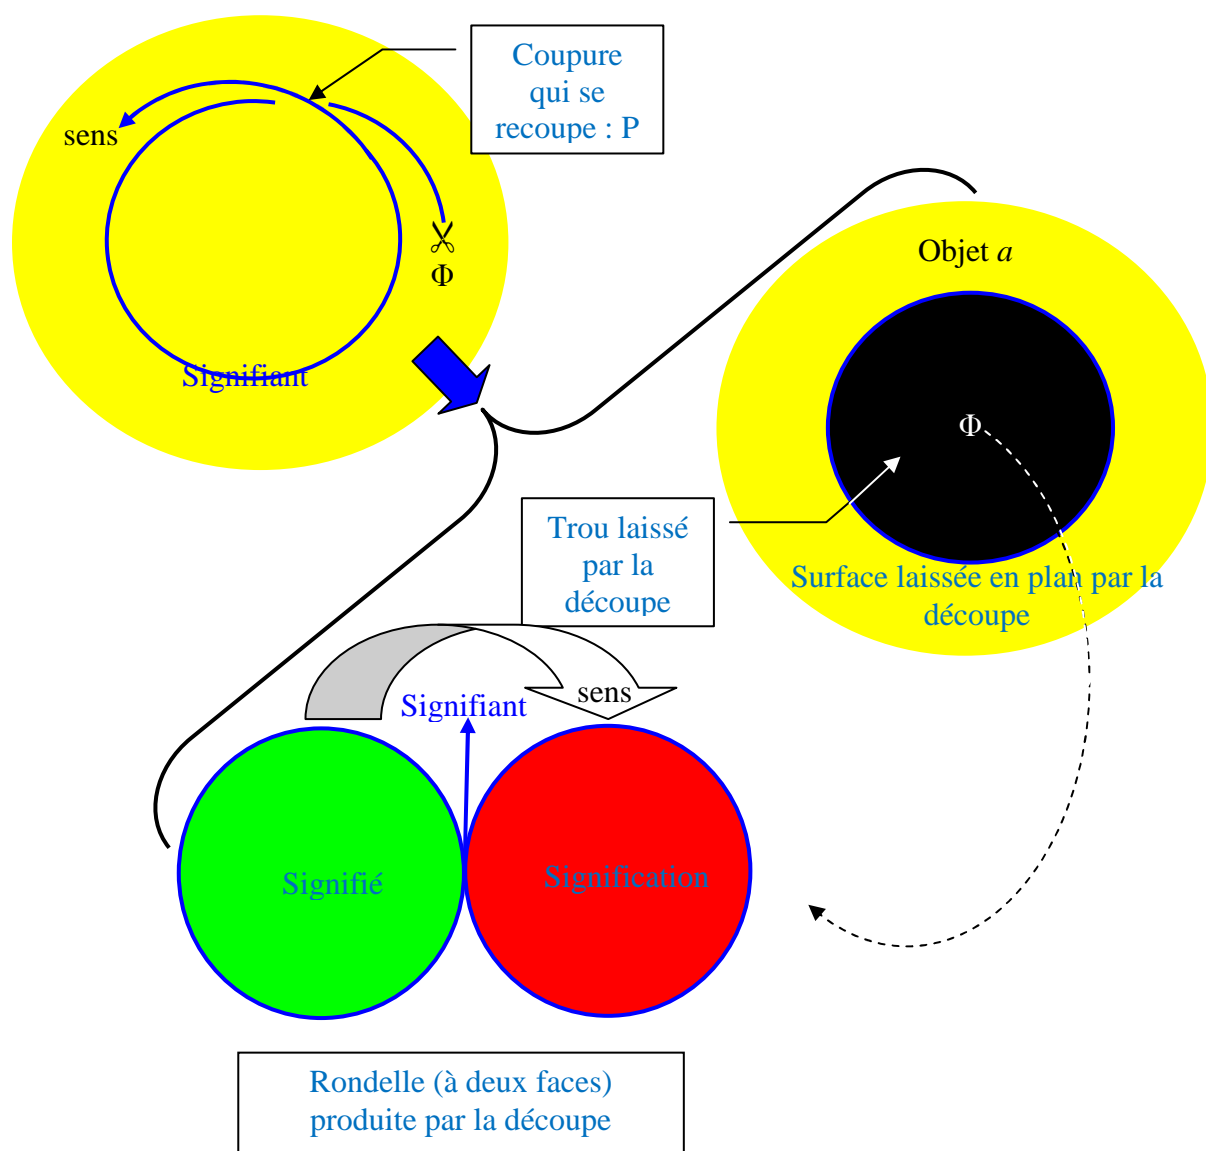 Coupure
qui se
recoupe : P
sens
Φ
Signifiant
Objet a
Φ
Trou laissé
par la
découpe
Surface laissée en plan par la
découpe
sens
Signifiant
Signifié
Signification
Rondelle (à deux faces)
produite par la découpe